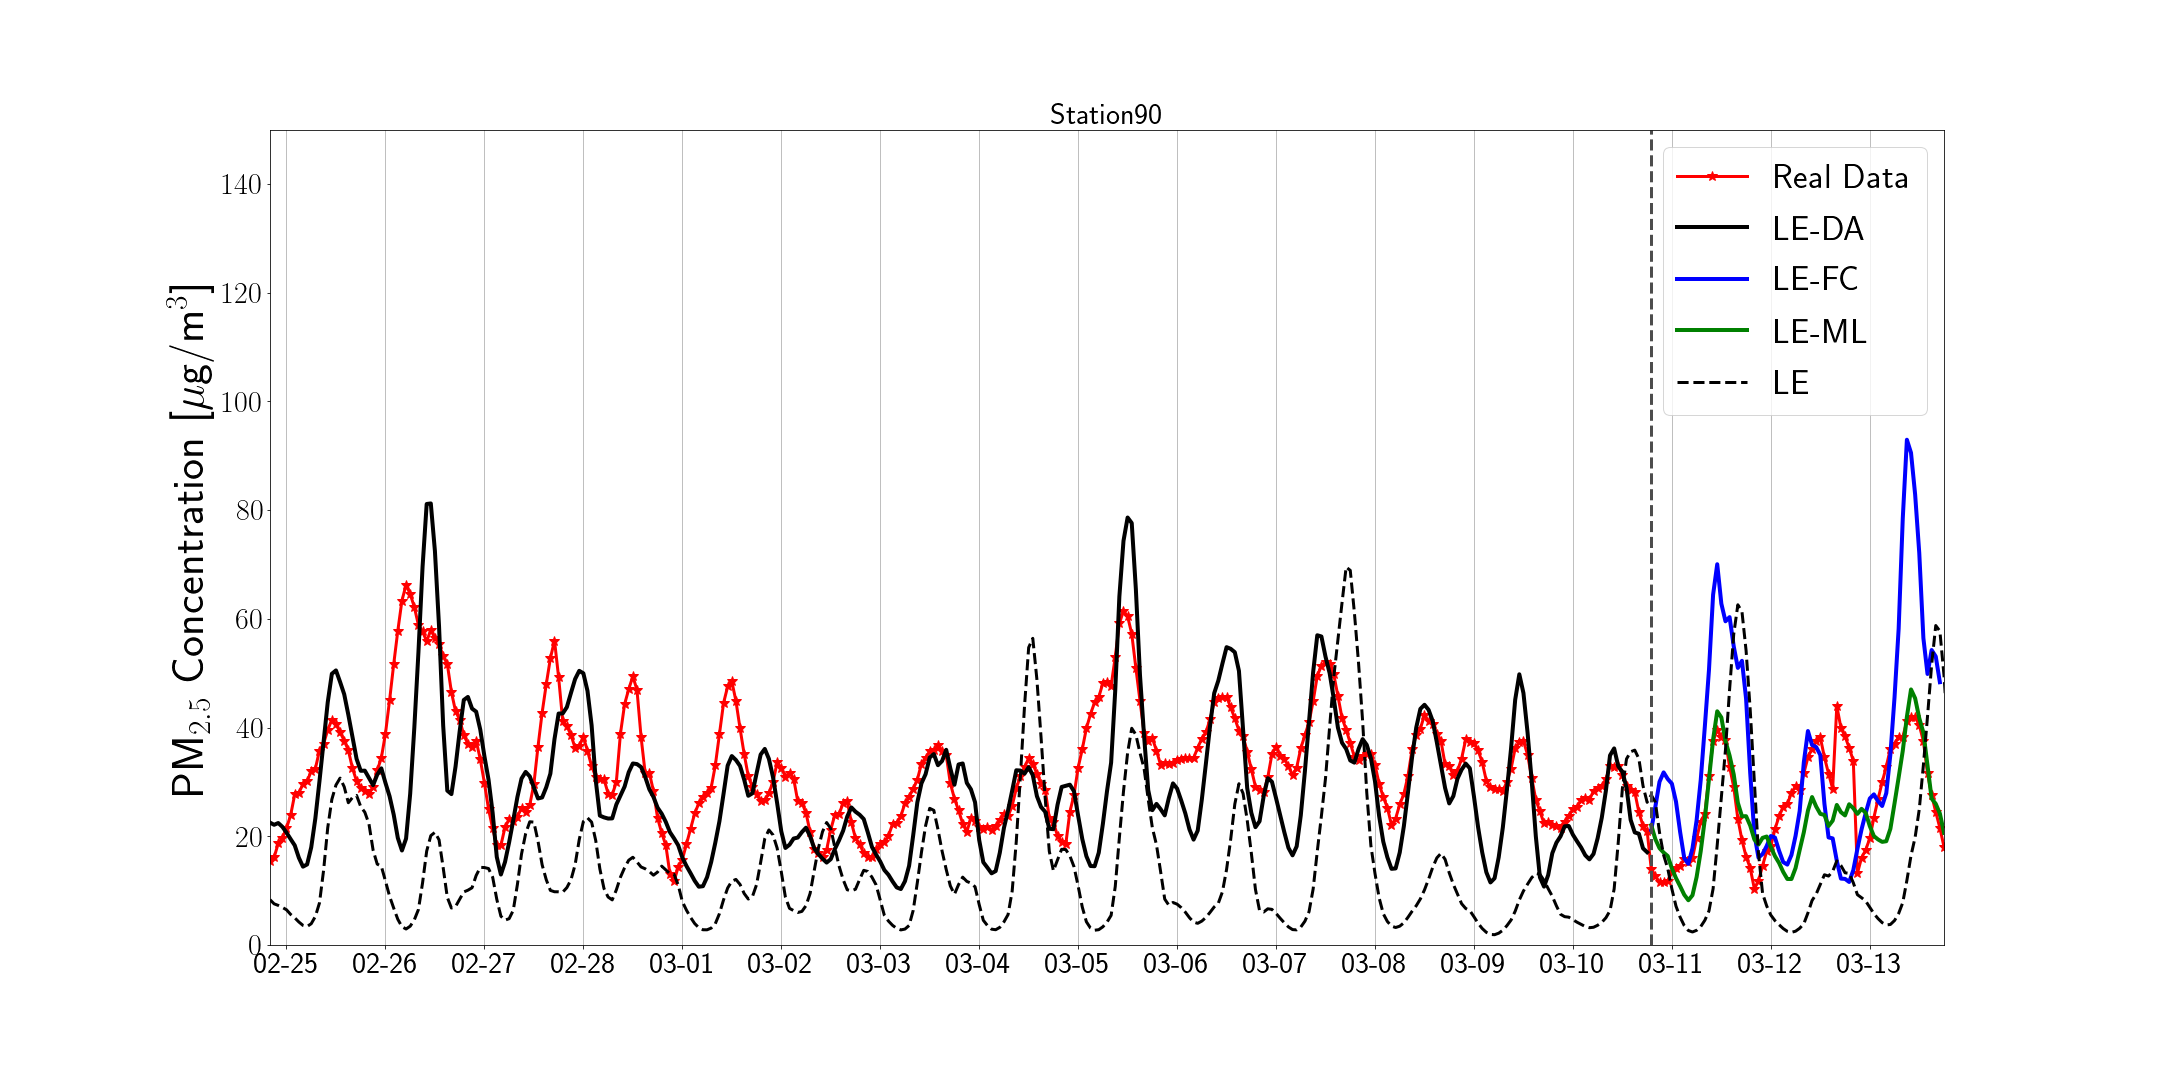 Station90
PM2.5 Concentration [μg/m³]
140
120
100
80
60
40
20
0
02-25 02-26 02-27 02-28 03-01 03-02 03-03 03-04 03-05 03-06 03-07 03-08 03-09 03-10 03-11 03-12 03-13
Real Data
LE-DA
LE-FC
LE-ML
LE